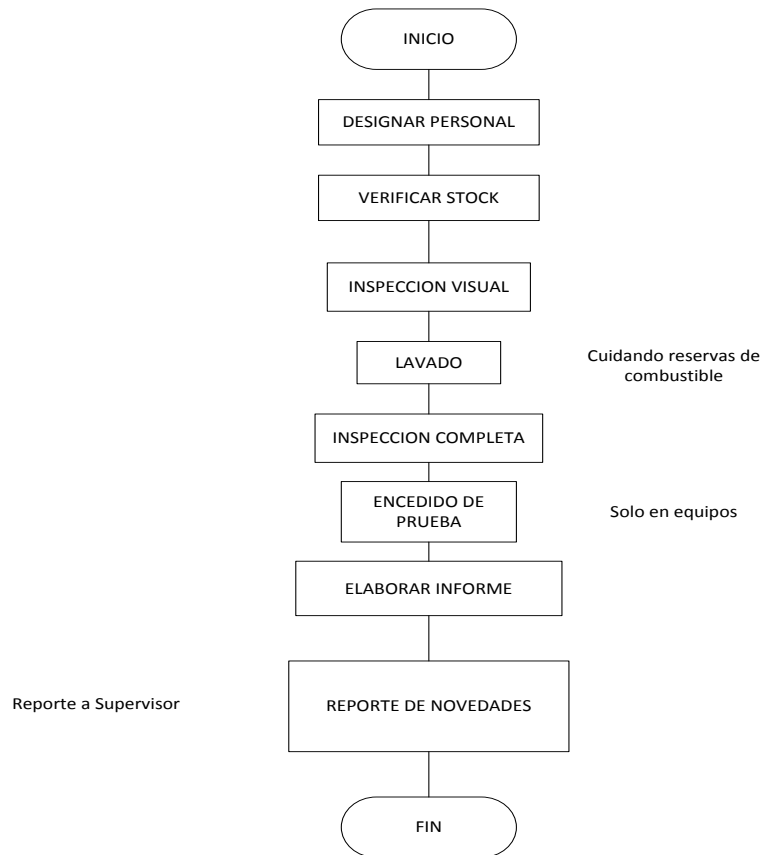 INICIO
DESIGNAR PERSONAL
VERIFICAR STOCK
INSPECCION VISUAL
LAVADO
Cuidando reservas de
combustible
INSPECCION COMPLETA
ENCEDIDO DE
PRUEBA
Solo en equipos
ELABORAR INFORME
Reporte a Supervisor
REPORTE DE NOVEDADES
FIN